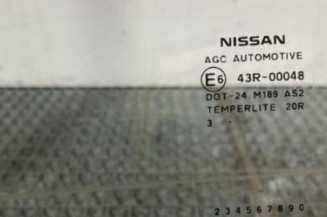 NISSAN
AGC AUTOMOTIVE
E6 43R-00048
DOT-24 M189 AS2
TEMPERLITE 20R
3 .
2 3 4 5 6 7 8 9 0